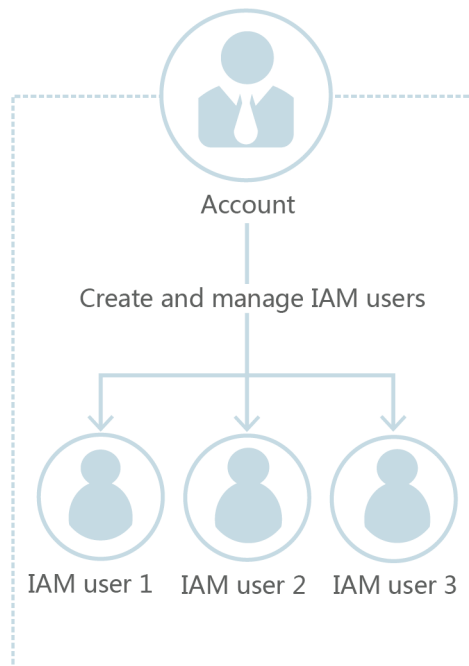 Account
Create and manage IAM users
IAM user 1
IAM user 2
IAM user 3